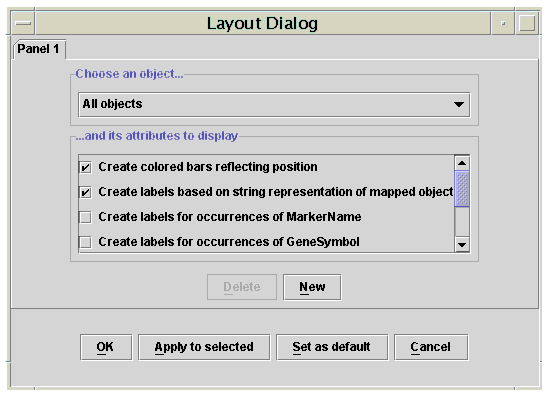 Layout Dialog
Panel 1
Choose an object...
All objects
...and its attributes to display
Create colored bars reflecting position
Create labels based on string representation of mapped object
Create labels for occurrences of MarkerName
Create labels for occurrences of GeneSymbol
Delete New
OK Apply to selected Set as default Cancel